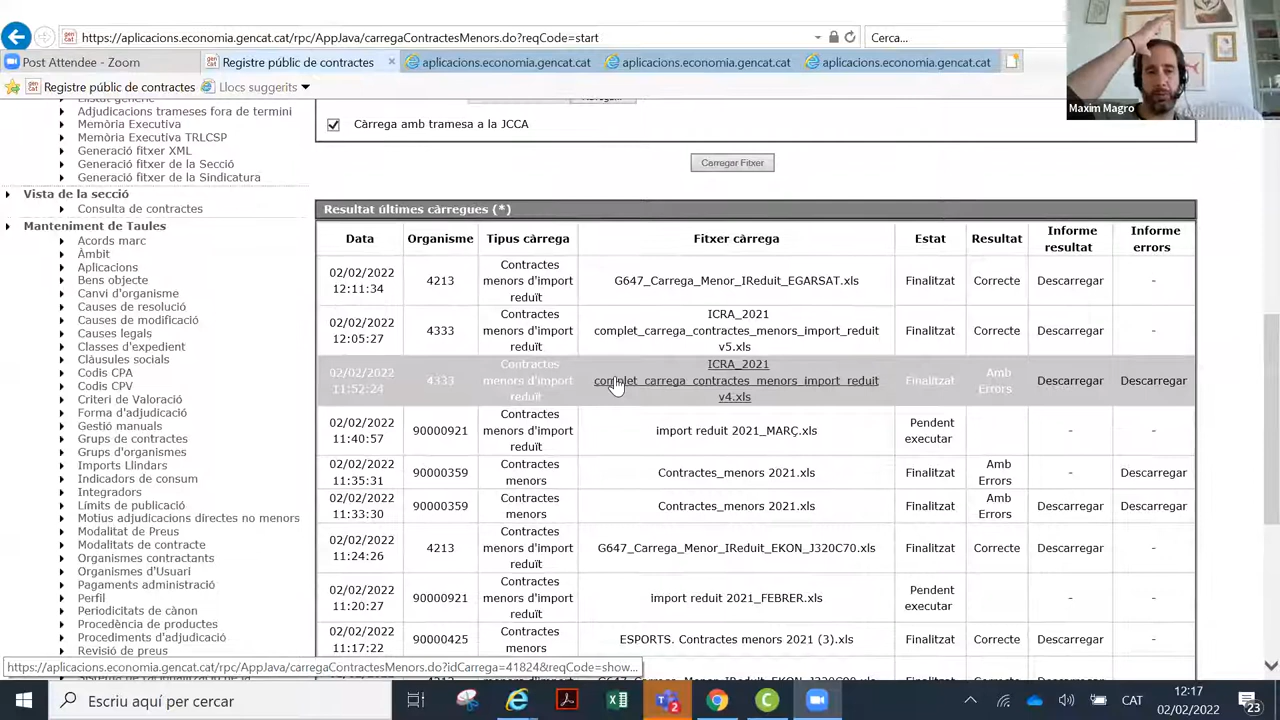 https://aplicacions.economia.gencat.cat/rpc/AppJava/carregaContractesMenors.do?reqCode=start
Cerca...
Post Attendee - Zoom
Registre públic de contractes
aplicacions.economia.gencat.cat
aplicacions.economia.gencat.cat
aplicacions.economia.gencat.cat
Registre públic de contractes
Llocs suggerits
Maxim Magro
Llistat genèric
Adjudicacions trameses fora de termini
Memòria Executiva
Memòria Executiva TRLCSP
Generació fitxer XML
Generació fitxer de la Secció
Generació fitxer de la Sindicatura
Vista de la secció
Consulta de contractes
Manteniment de Taules
Acords marc
Àmbit
Aplicacions
Bens objecte
Canvi d'organisme
Causes de resolució
Causes de modificació
Causes legals
Classes d'expedient
Clàusules socials
Codis CPA
Codis CPV
Criteri de Valoració
Forma d'adjudicació
Gestió manuals
Grups de contractes
Grups d'organismes
Imports Llindars
Indicadors de consum
Integradors
Límits de publicació
Motius adjudicacions directes no menors
Modalitat de Preus
Modalitats de contracte
Organismes contractants
Organismes d'Usuari
Pagaments administració
Perfil
Periodicitats de cànon
Procedència de productes
Procediments d'adjudicació
Revisió de preus
Càrrega amb tramesa a la JCCA
Carregar Fitxer
Resultat últimes càrregues (*)
Data Organisme Tipus càrrega Fitxer càrrega Estat Resultat Informe resultat Informe errors
02/02/2022 12:11:34 4213 Contractes menors d'import reduït G647_Carrega_Menor_IReduit_EGARSAT.xls Finalitzat Correcte Descarregar -
02/02/2022 12:05:27 4333 Contractes menors d'import reduït ICRA_2021 complet_carrega_contractes_menors_import_reduit v5.xls Finalitzat Correcte Descarregar -
02/02/2022 11:52:24 4333 Contractes menors d'import reduït ICRA_2021 complet_carrega_contractes_menors_import_reduit v4.xls Finalitzat Amb Errors Descarregar Descarregar
02/02/2022 11:40:57 90000921 Contractes menors d'import reduït import reduit 2021_MARÇ.xls Pendent executar - -
02/02/2022 11:35:31 90000359 Contractes menors Contractes_menors 2021.xls Finalitzat Amb Errors - Descarregar
02/02/2022 11:33:30 90000359 Contractes menors Contractes_menors 2021.xls Finalitzat Amb Errors Descarregar Descarregar
02/02/2022 11:24:26 4213 Contractes menors d'import reduït G647_Carrega_Menor_IReduit_EKON_J320C70.xls Finalitzat Correcte Descarregar -
02/02/2022 11:20:27 90000921 Contractes menors d'import reduït import reduit 2021_FEBRER.xls Pendent executar - -
02/02/2022 11:17:22 90000425 Contractes menors ESPORTS. Contractes menors 2021 (3).xls Finalitzat Correcte Descarregar -
https://aplicacions.economia.gencat.cat/rpc/AppJava/carregaContractesMenors.do?idCarrega=41824&reqCode=show...
Escriu aquí per cercar
CAT
12:17
02/02/2022
23